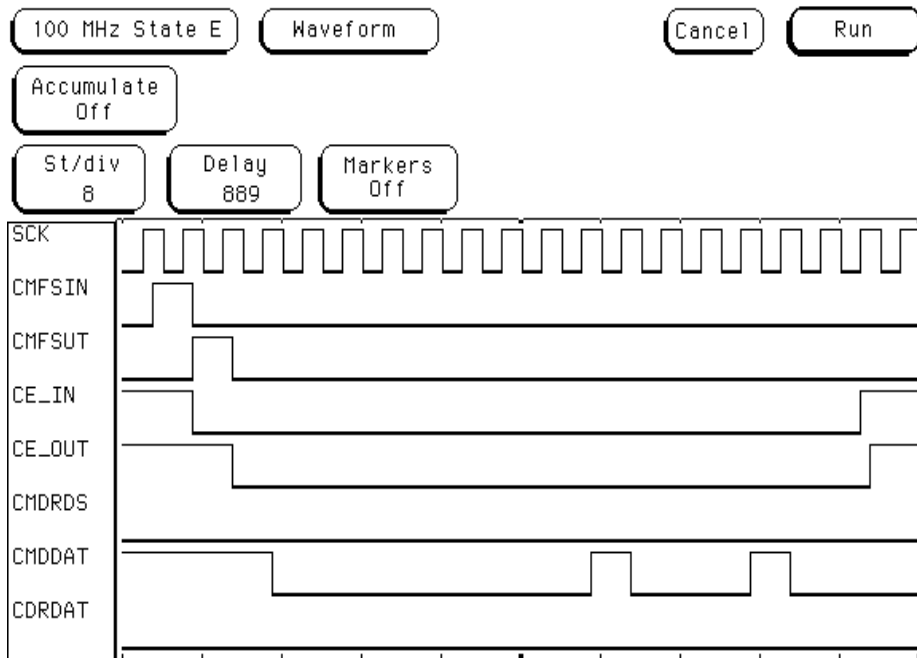 100 MHz State E Waveform Cancel Run
Accumulate
Off
St/div Delay Markers
8 889 Off
SCK
CMFSIN
CMFSUT
CE_IN
CE_OUT
CMDRDS
CMDDAT
CDRDAT